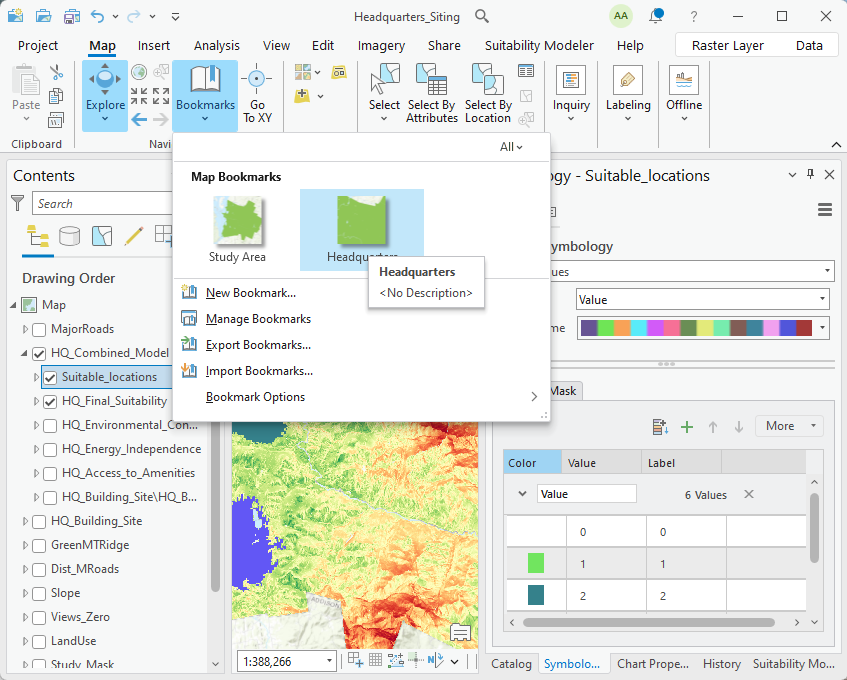 Headquarters_Siting
AA
?
Project
Map
Insert
Analysis
View
Edit
Imagery
Share
Suitability Modeler
Help
Raster Layer
Data
Paste
Explore
Bookmarks
Go
To XY
Select
Select By
Attributes
Select By
Location
Inquiry
Labeling
Offline
Clipboard
Navi
All
Contents
Map Bookmarks
ogy - Suitable_locations
Search
Study Area
Headquarters
Headquarters
<No Description>
ymbology
ues
Value
me
Drawing Order
Map
MajorRoads
HQ_Combined_Model
Suitable_locations
HQ_Final_Suitability
HQ_Environmental_Con...
HQ_Energy_Independence
HQ_Access_to_Amenities
HQ_Building_Site\HQ_B...
HQ_Building_Site
GreenMTRidge
Dist_MRoads
Slope
Views_Zero
LandUse
Study_Mask
New Bookmark...
Manage Bookmarks
Export Bookmarks...
Import Bookmarks...
Bookmark Options
Mask
More
Color
Value
Label
Value
6 Values
0
0
1
1
2
2
ADDISON
1:388,266
N
Catalog
Symbolo...
Chart Prope...
History
Suitability Mo...